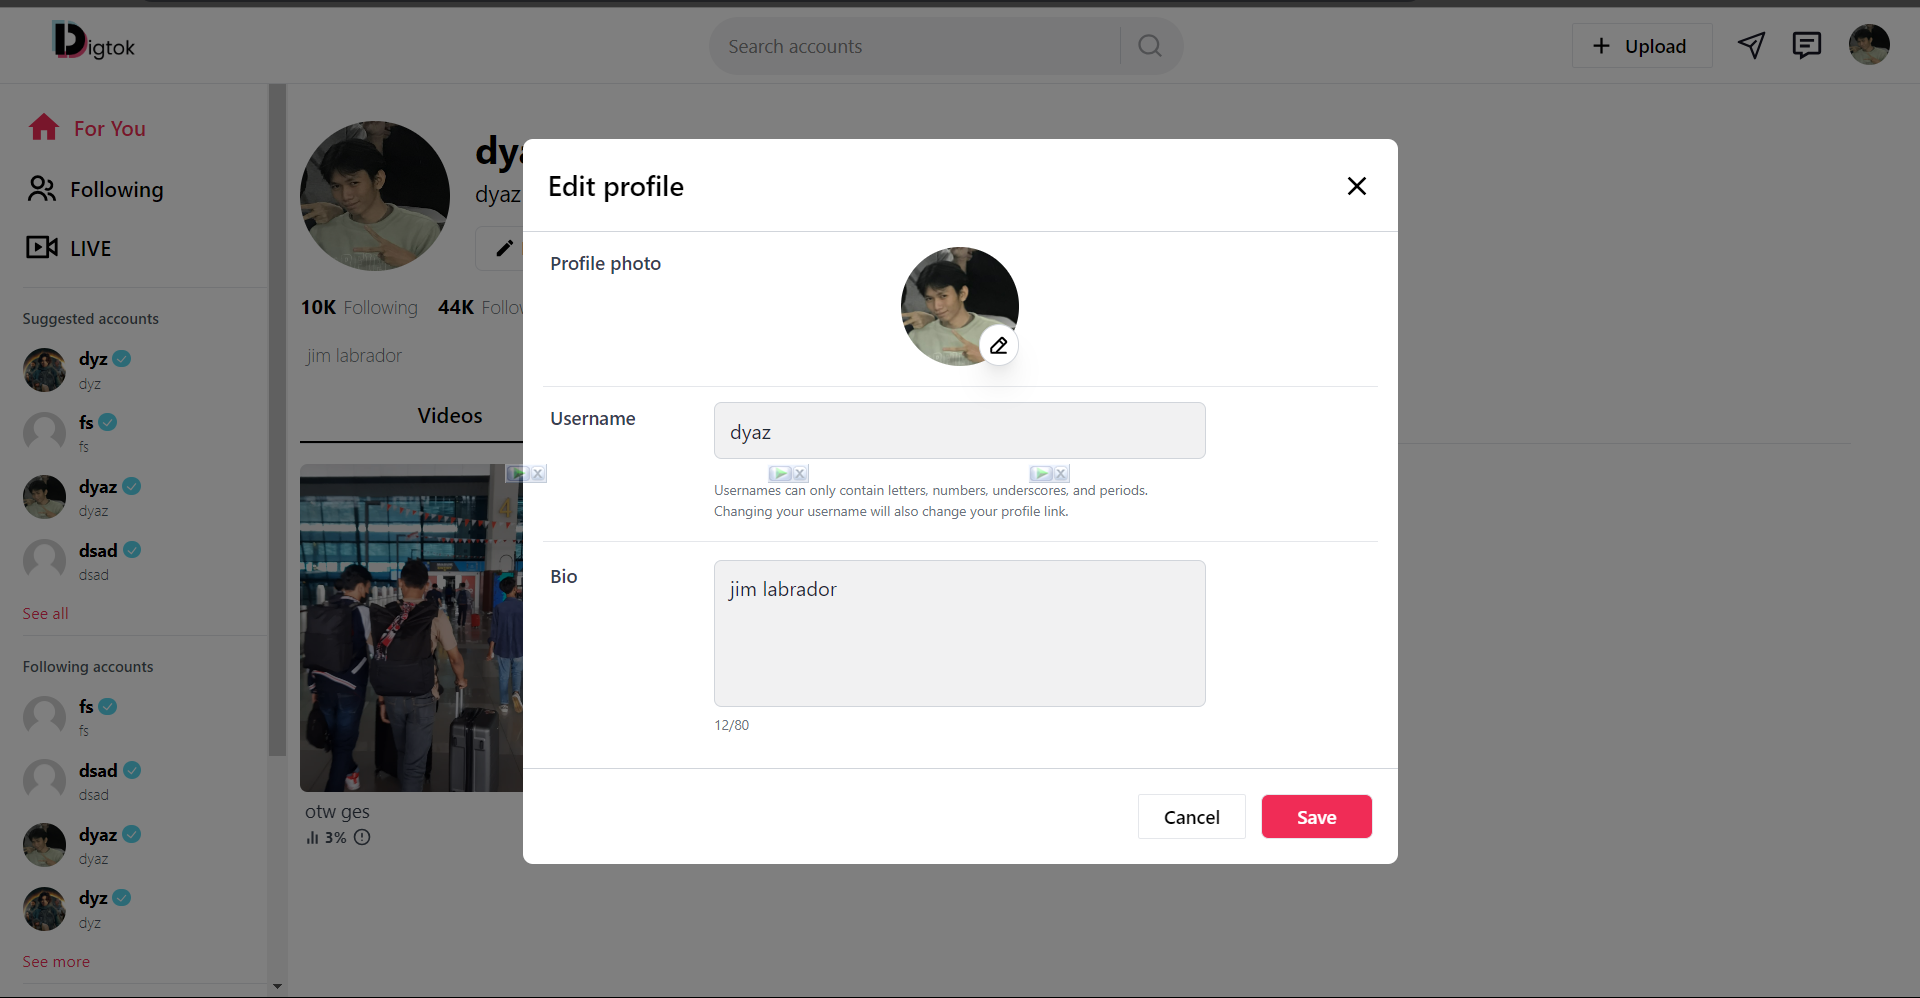 Digtok
Search accounts
Upload
For You
Following
LIVE
Suggested accounts
dyz
dyz
fs
fs
dyaz
dyaz
dsad
dsad
See all
Following accounts
fs
fs
dsad
dsad
dyaz
dyaz
dyz
dyz
See more
dya
dyaz
10K Following 44K Follow
jim labrador
Videos
4
otw ges
3%
Edit profile
Profile photo
Username
dyaz
Usernames can only contain letters, numbers, underscores, and periods.
Changing your username will also change your profile link.
Bio
jim labrador
12/80
Cancel
Save